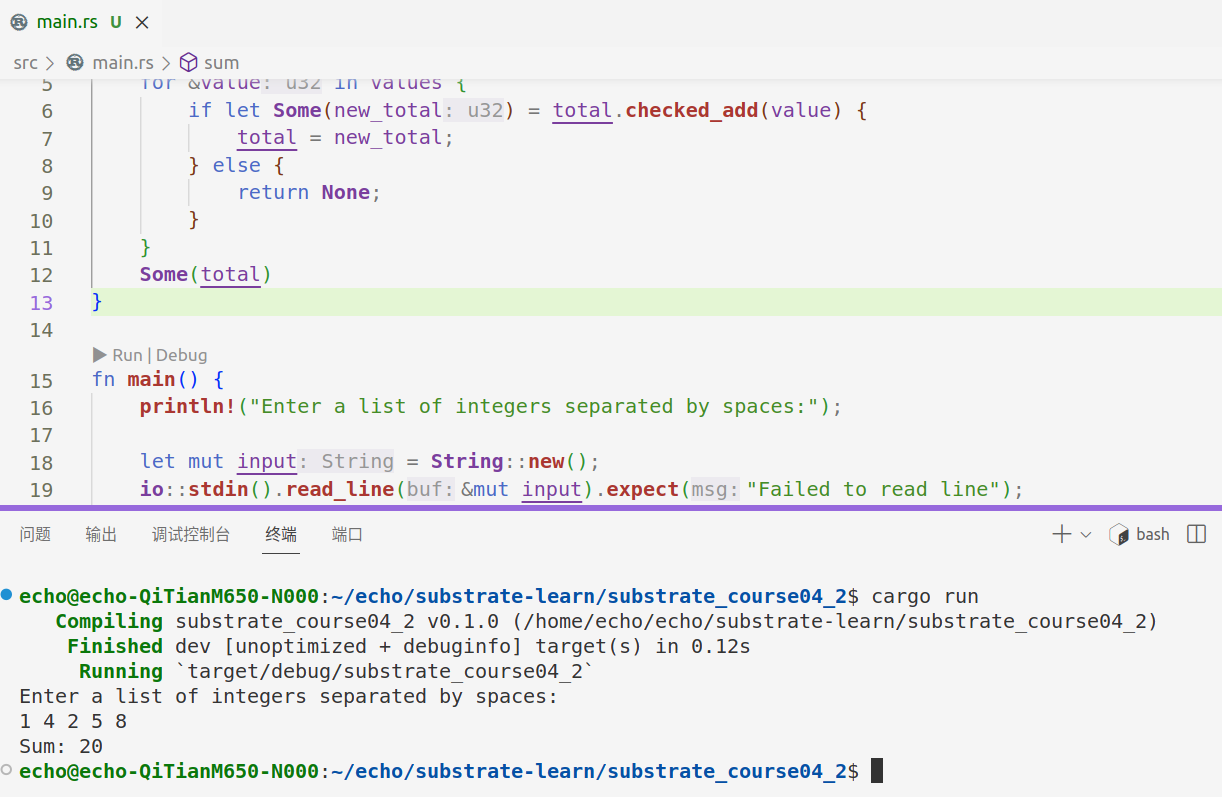 main.rs U
src > main.rs > sum
5 for &value: u32 in values {
6 if let Some(new_total: u32) = total.checked_add(value) {
7 total = new_total;
8 } else {
9 return None;
10 }
11 }
12 Some(total)
13 }
14
Run | Debug
15 fn main() {
16 println!("Enter a list of integers separated by spaces:");
17
18 let mut input: String = String::new();
19 io::stdin().read_line(buf: &mut input).expect(msg: "Failed to read line");
问题 输出 调试控制台 终端 端口 bash
echo@echo-QiTianM650-N000:~/echo/substrate-learn/substrate_course04_2$ cargo run
Compiling substrate_course04_2 v0.1.0 (/home/echo/echo/substrate-learn/substrate_course04_2)
Finished dev [unoptimized + debuginfo] target(s) in 0.12s
Running `target/debug/substrate_course04_2`
Enter a list of integers separated by spaces:
1 4 2 5 8
Sum: 20
echo@echo-QiTianM650-N000:~/echo/substrate-learn/substrate_course04_2$